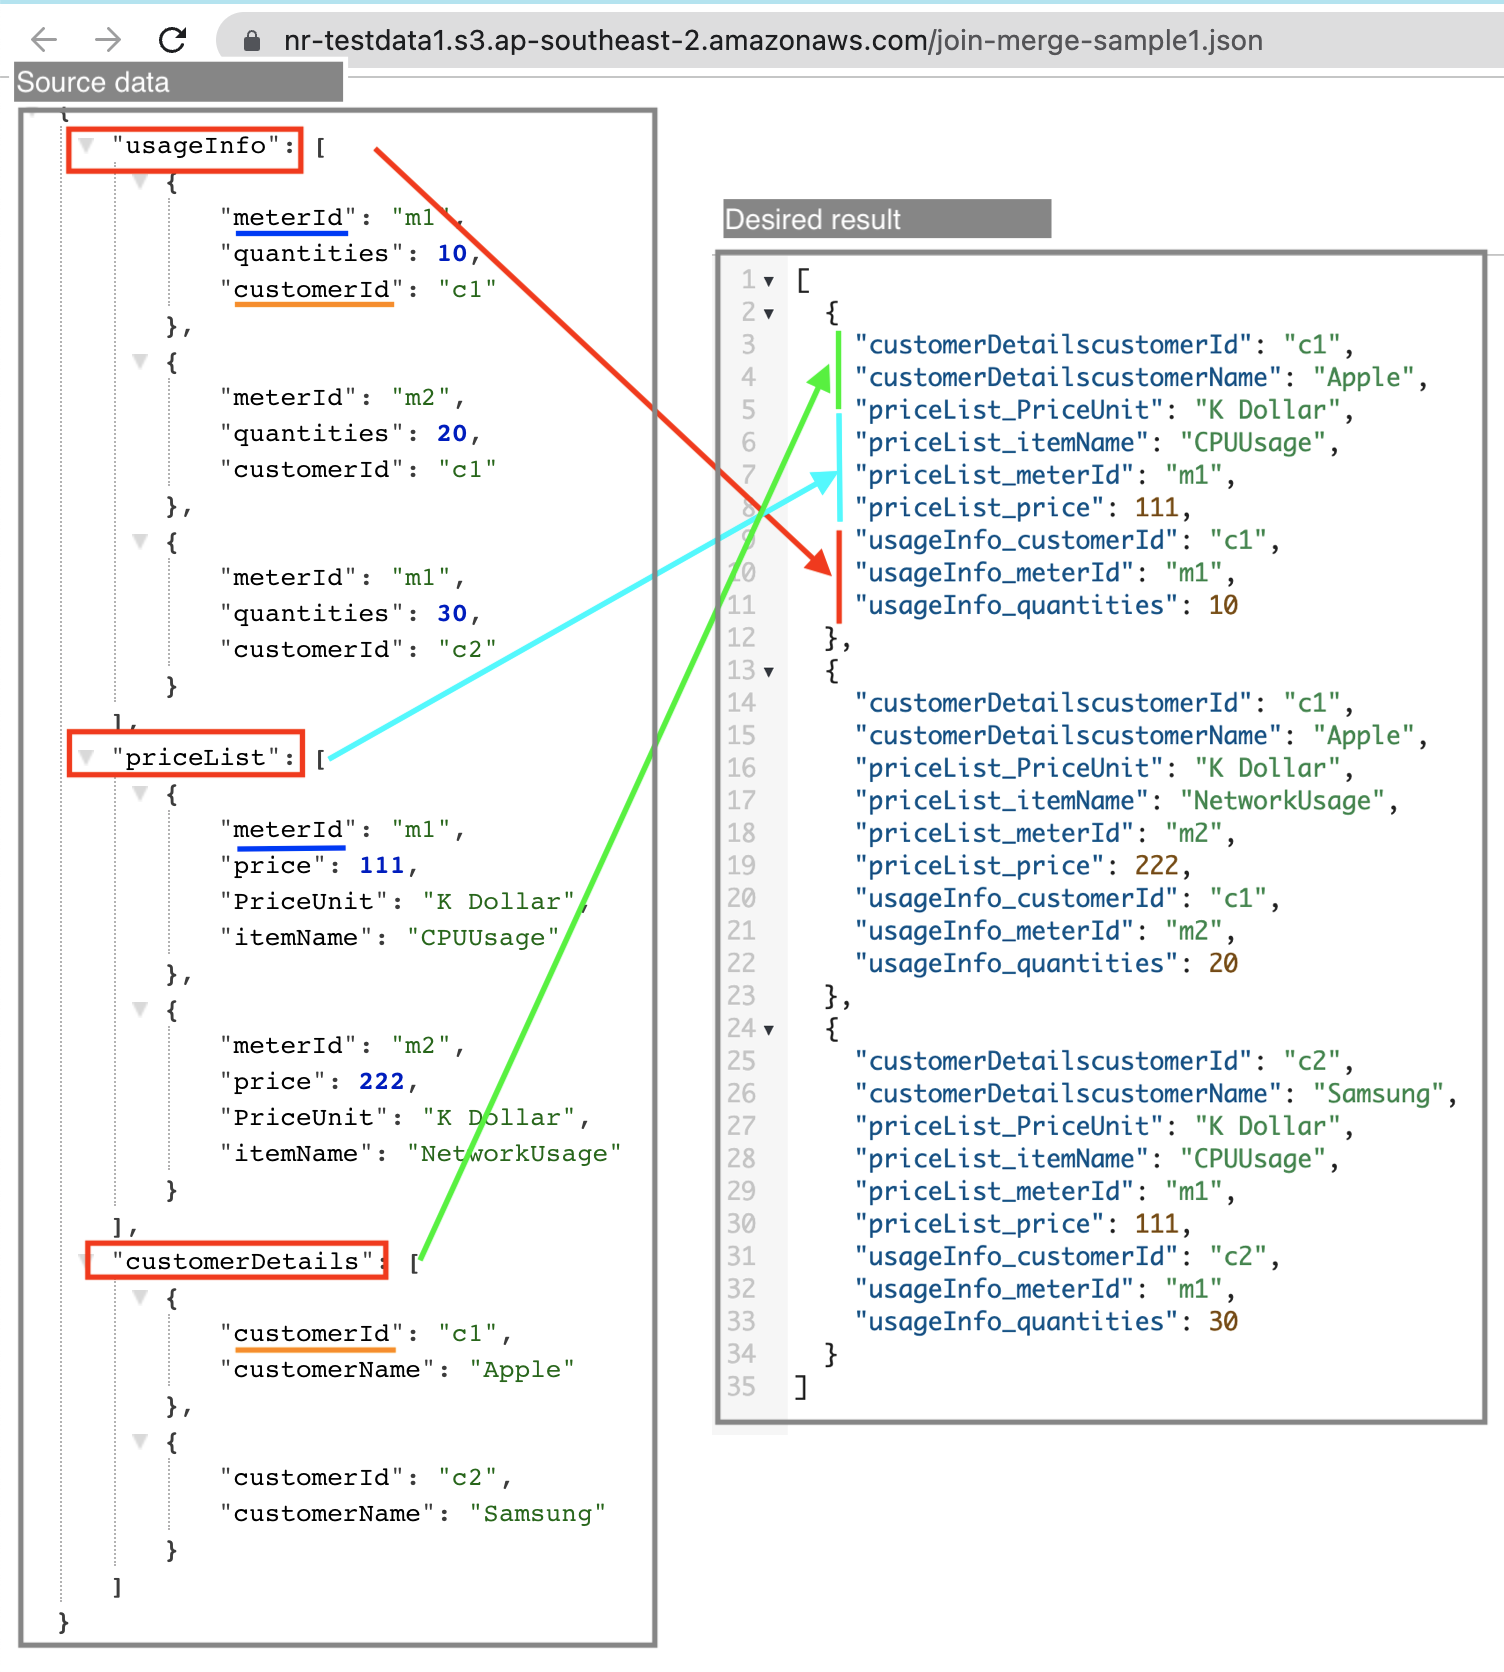 nr-testdata1.s3.ap-southeast-2.amazonaws.com/join-merge-sample1.json
Source data
{
"usageInfo": [
{
"meterId": "m1",
"quantities": 10,
"customerId": "c1"
},
{
"meterId": "m2",
"quantities": 20,
"customerId": "c1"
},
{
"meterId": "m1",
"quantities": 30,
"customerId": "c2"
}
],
"priceList": [
{
"meterId": "m1",
"price": 111,
"PriceUnit": "K Dollar",
"itemName": "CPUUsage"
},
{
"meterId": "m2",
"price": 222,
"PriceUnit": "K Dollar",
"itemName": "NetworkUsage"
}
],
"customerDetails": [
{
"customerId": "c1",
"customerName": "Apple"
},
{
"customerId": "c2",
"customerName": "Samsung"
}
]
}
Desired result
1 [
2 {
3 "customerDetailscustomerId": "c1",
4 "customerDetailscustomerName": "Apple",
5 "priceList_PriceUnit": "K Dollar",
6 "priceList_itemName": "CPUUsage",
7 "priceList_meterId": "m1",
8 "priceList_price": 111,
9 "usageInfo_customerId": "c1",
10 "usageInfo_meterId": "m1",
11 "usageInfo_quantities": 10
12 },
13 {
14 "customerDetailscustomerId": "c1",
15 "customerDetailscustomerName": "Apple",
16 "priceList_PriceUnit": "K Dollar",
17 "priceList_itemName": "NetworkUsage",
18 "priceList_meterId": "m2",
19 "priceList_price": 222,
20 "usageInfo_customerId": "c1",
21 "usageInfo_meterId": "m2",
22 "usageInfo_quantities": 20
23 },
24 {
25 "customerDetailscustomerId": "c2",
26 "customerDetailscustomerName": "Samsung",
27 "priceList_PriceUnit": "K Dollar",
28 "priceList_itemName": "CPUUsage",
29 "priceList_meterId": "m1",
30 "priceList_price": 111,
31 "usageInfo_customerId": "c2",
32 "usageInfo_meterId": "m1",
33 "usageInfo_quantities": 30
34 }
35 ]